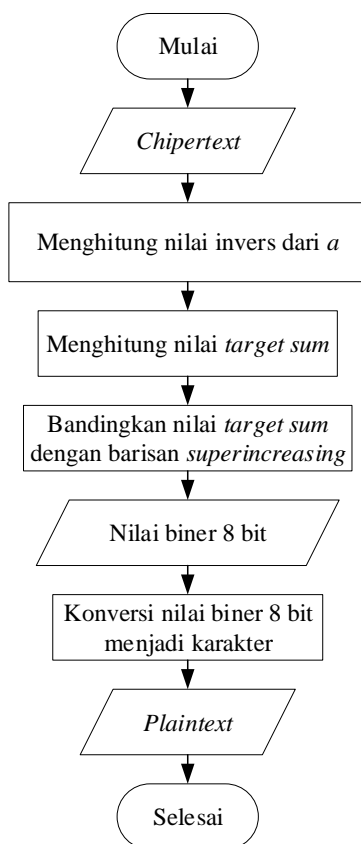 Mulai
Chipertext
Menghitung nilai invers dari a
Menghitung nilai target sum
Bandingkan nilai target sum
dengan barisan superincreasing
Nilai biner 8 bit
Konversi nilai biner 8 bit
menjadi karakter
Plaintext
Selesai